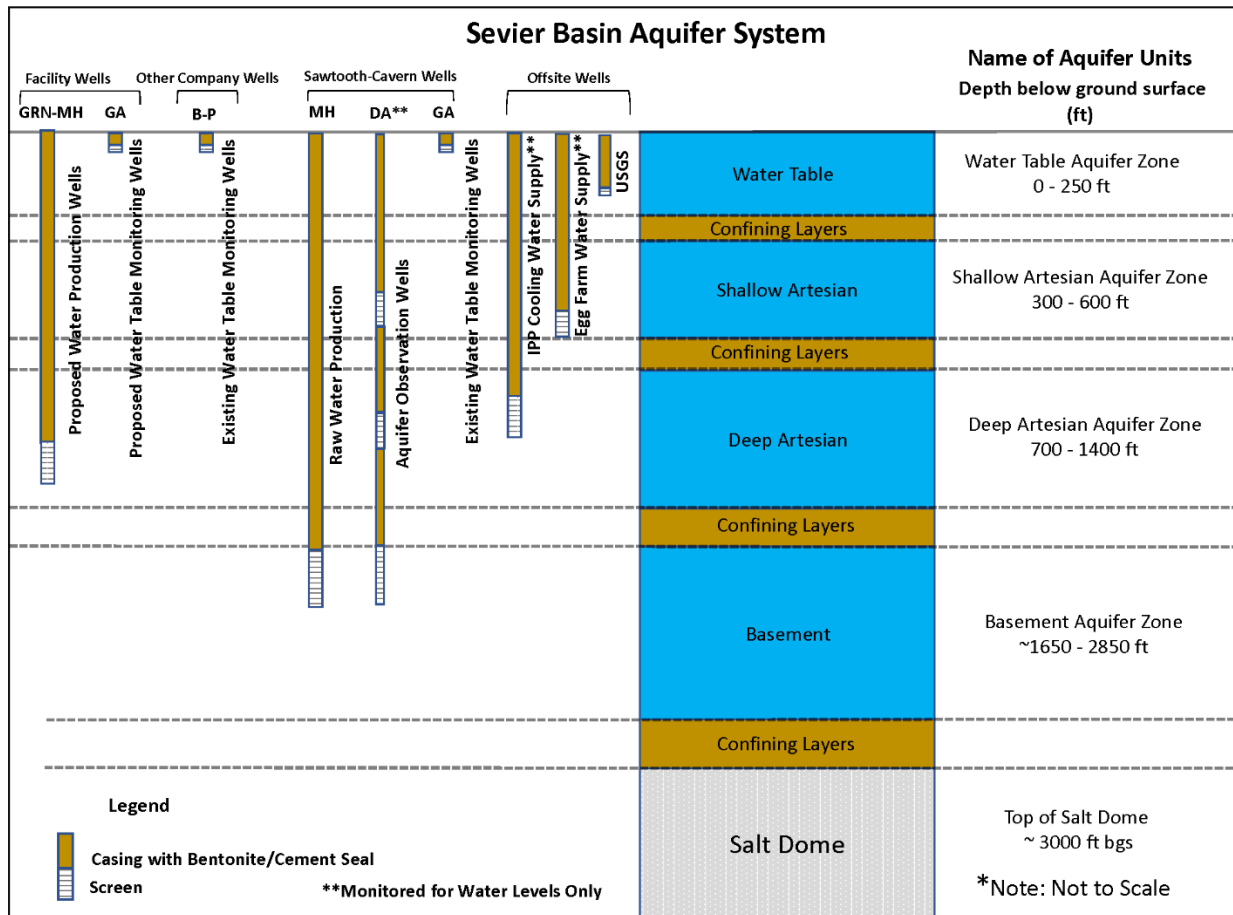 Sevier Basin Aquifer System
Name of Aquifer Units
Depth below ground surface
(ft)
Facility Wells
Other Company Wells
Sawtooth-Cavern Wells
Offsite Wells
GRN-MH
GA
B-P
MH
DA**
GA
Proposed Water Production Wells
Proposed Water Table Monitoring Wells
Existing Water Table Monitoring Wells
Raw Water Production
Aquifer Observation Wells
Existing Water Table Monitoring Wells
IPP Cooling Water Supply**
Egg Farm Water Supply**
USGS
Water Table
Water Table Aquifer Zone
0 - 250 ft
Confining Layers
Shallow Artesian
Shallow Artesian Aquifer Zone
300 - 600 ft
Confining Layers
Deep Artesian
Deep Artesian Aquifer Zone
700 - 1400 ft
Confining Layers
Basement
Basement Aquifer Zone
~1650 - 2850 ft
Confining Layers
Salt Dome
Top of Salt Dome
~ 3000 ft bgs
*Note: Not to Scale
Legend
Casing with Bentonite/Cement Seal
Screen
**Monitored for Water Levels Only